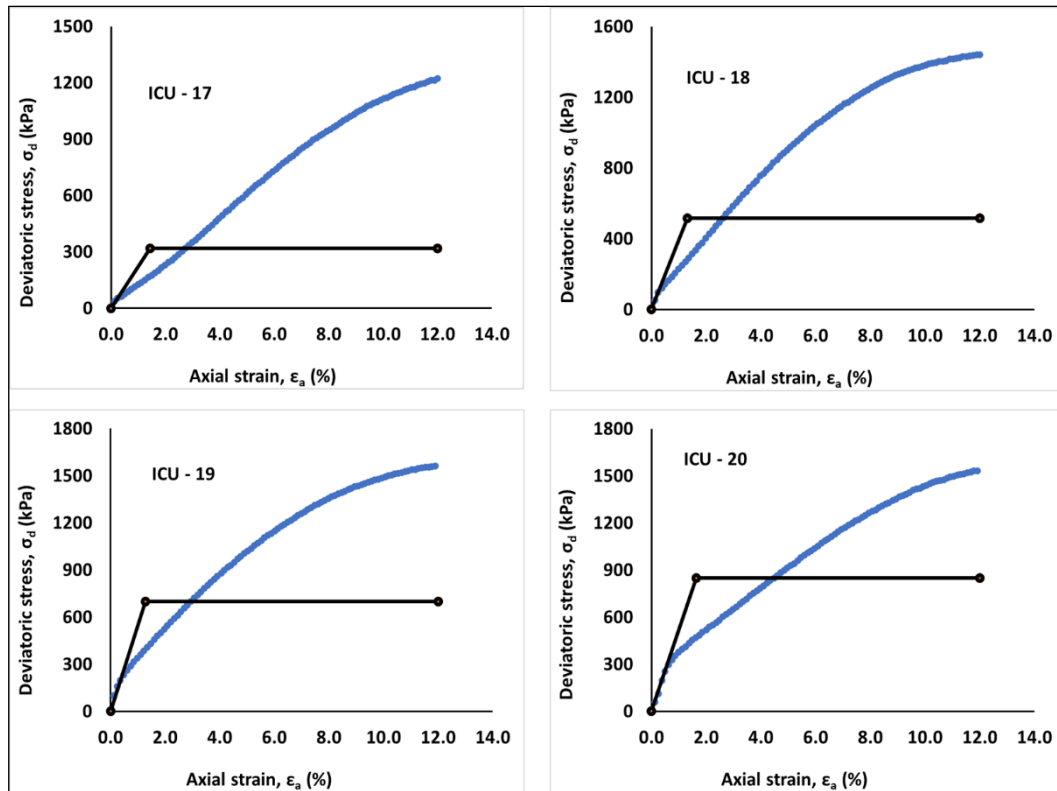 1500
1200
900
600
300
0
Deviatoric stress, σd (kPa)
ICU - 17
0.0 2.0 4.0 6.0 8.0 10.0 12.0 14.0
Axial strain, εa (%)
1600
1200
800
400
0
Deviatoric stress, σd (kPa)
ICU - 18
0.0 2.0 4.0 6.0 8.0 10.0 12.0 14.0
Axial strain, εa (%)
1800
1500
1200
900
600
300
0
Deviatoric stress, σd (kPa)
ICU - 19
0.0 2.0 4.0 6.0 8.0 10.0 12.0 14.0
Axial strain, εa (%)
1800
1500
1200
900
600
300
0
Deviatoric stress, σd (kPa)
ICU - 20
0.0 2.0 4.0 6.0 8.0 10.0 12.0 14.0
Axial strain, εa (%)